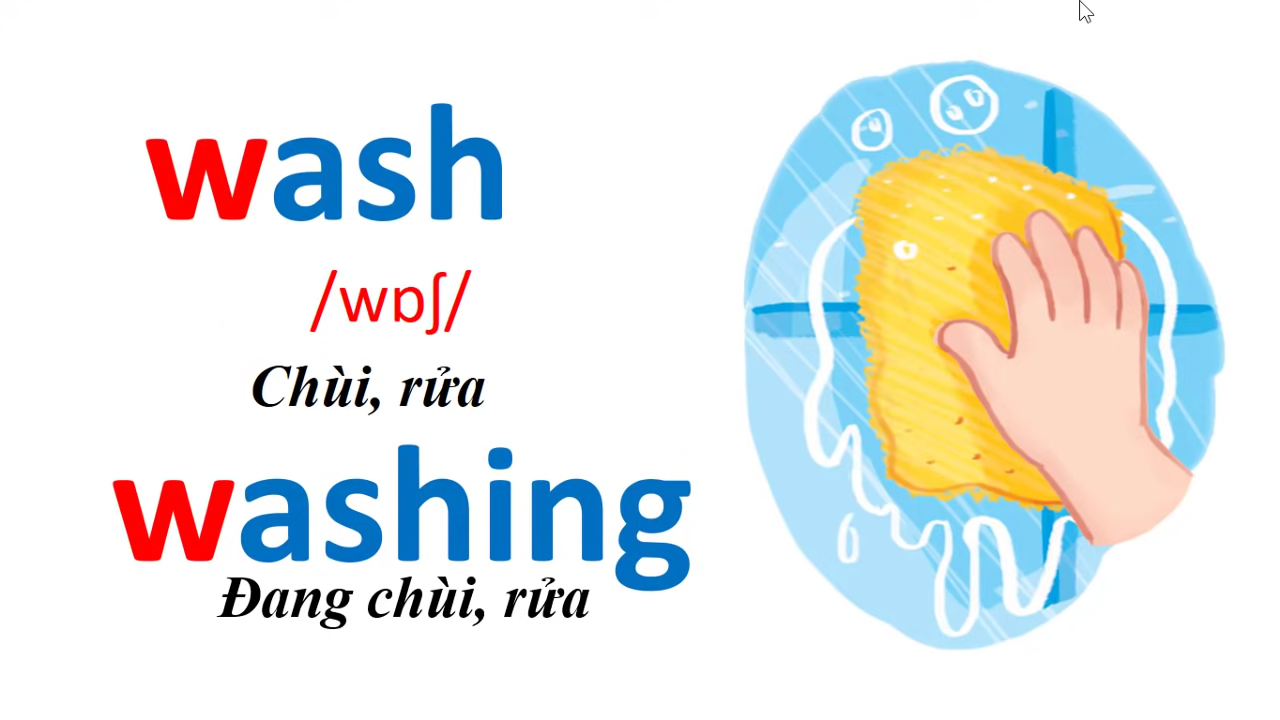 wash
/wɒʃ/
Chùi, rửa
washing
Đang chùi, rửa